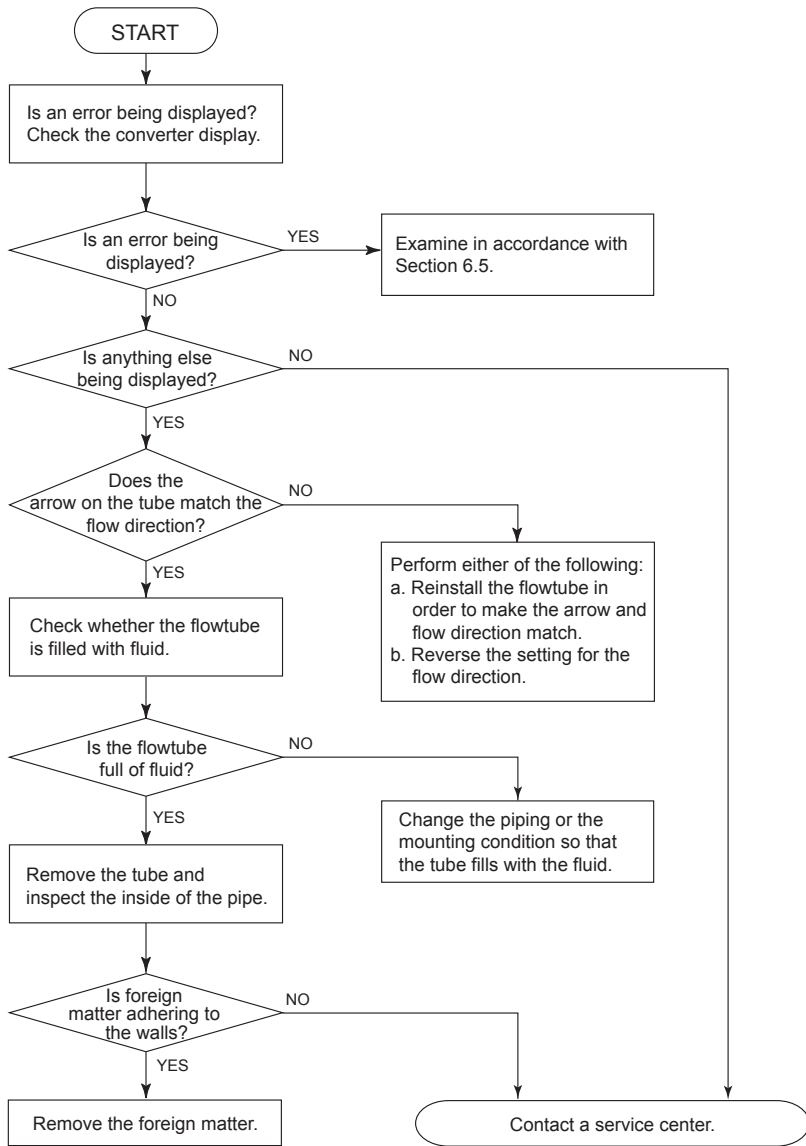 START
Is an error being displayed?
Check the converter display.
Is an error being
displayed?
YES
Examine in accordance with
Section 6.5.
NO
Is anything else
being displayed?
NO
YES
Does the
arrow on the tube match the
flow direction?
NO
Perform either of the following:
a. Reinstall the flowtube in
order to make the arrow and
flow direction match.
b. Reverse the setting for the
flow direction.
YES
Check whether the flowtube
is filled with fluid.
Is the flowtube
full of fluid?
NO
Change the piping or the
mounting condition so that
the tube fills with the fluid.
YES
Remove the tube and
inspect the inside of the pipe.
Is foreign
matter adhering to
the walls?
NO
YES
Remove the foreign matter.
Contact a service center.